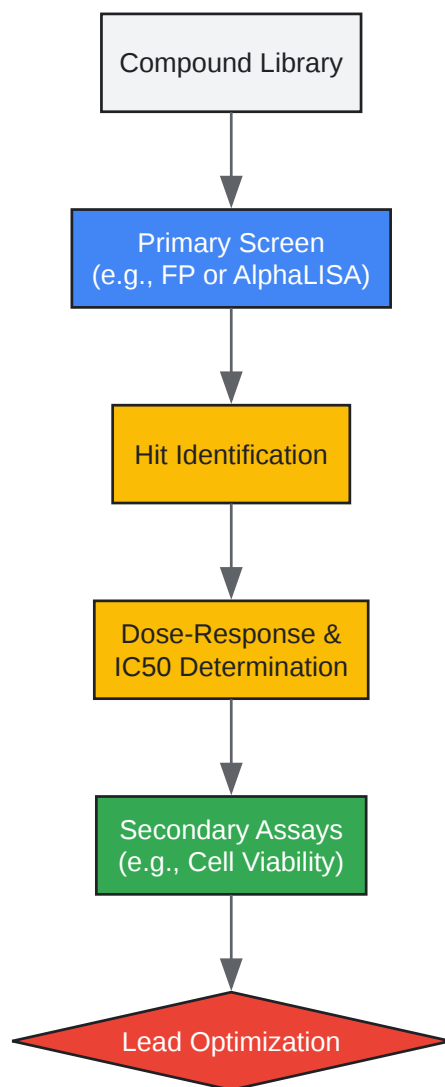 Compound Library
Primary Screen
(e.g., FP or AlphaLISA)
Hit Identification
Dose-Response &
IC50 Determination
Secondary Assays
(e.g., Cell Viability)
Lead Optimization